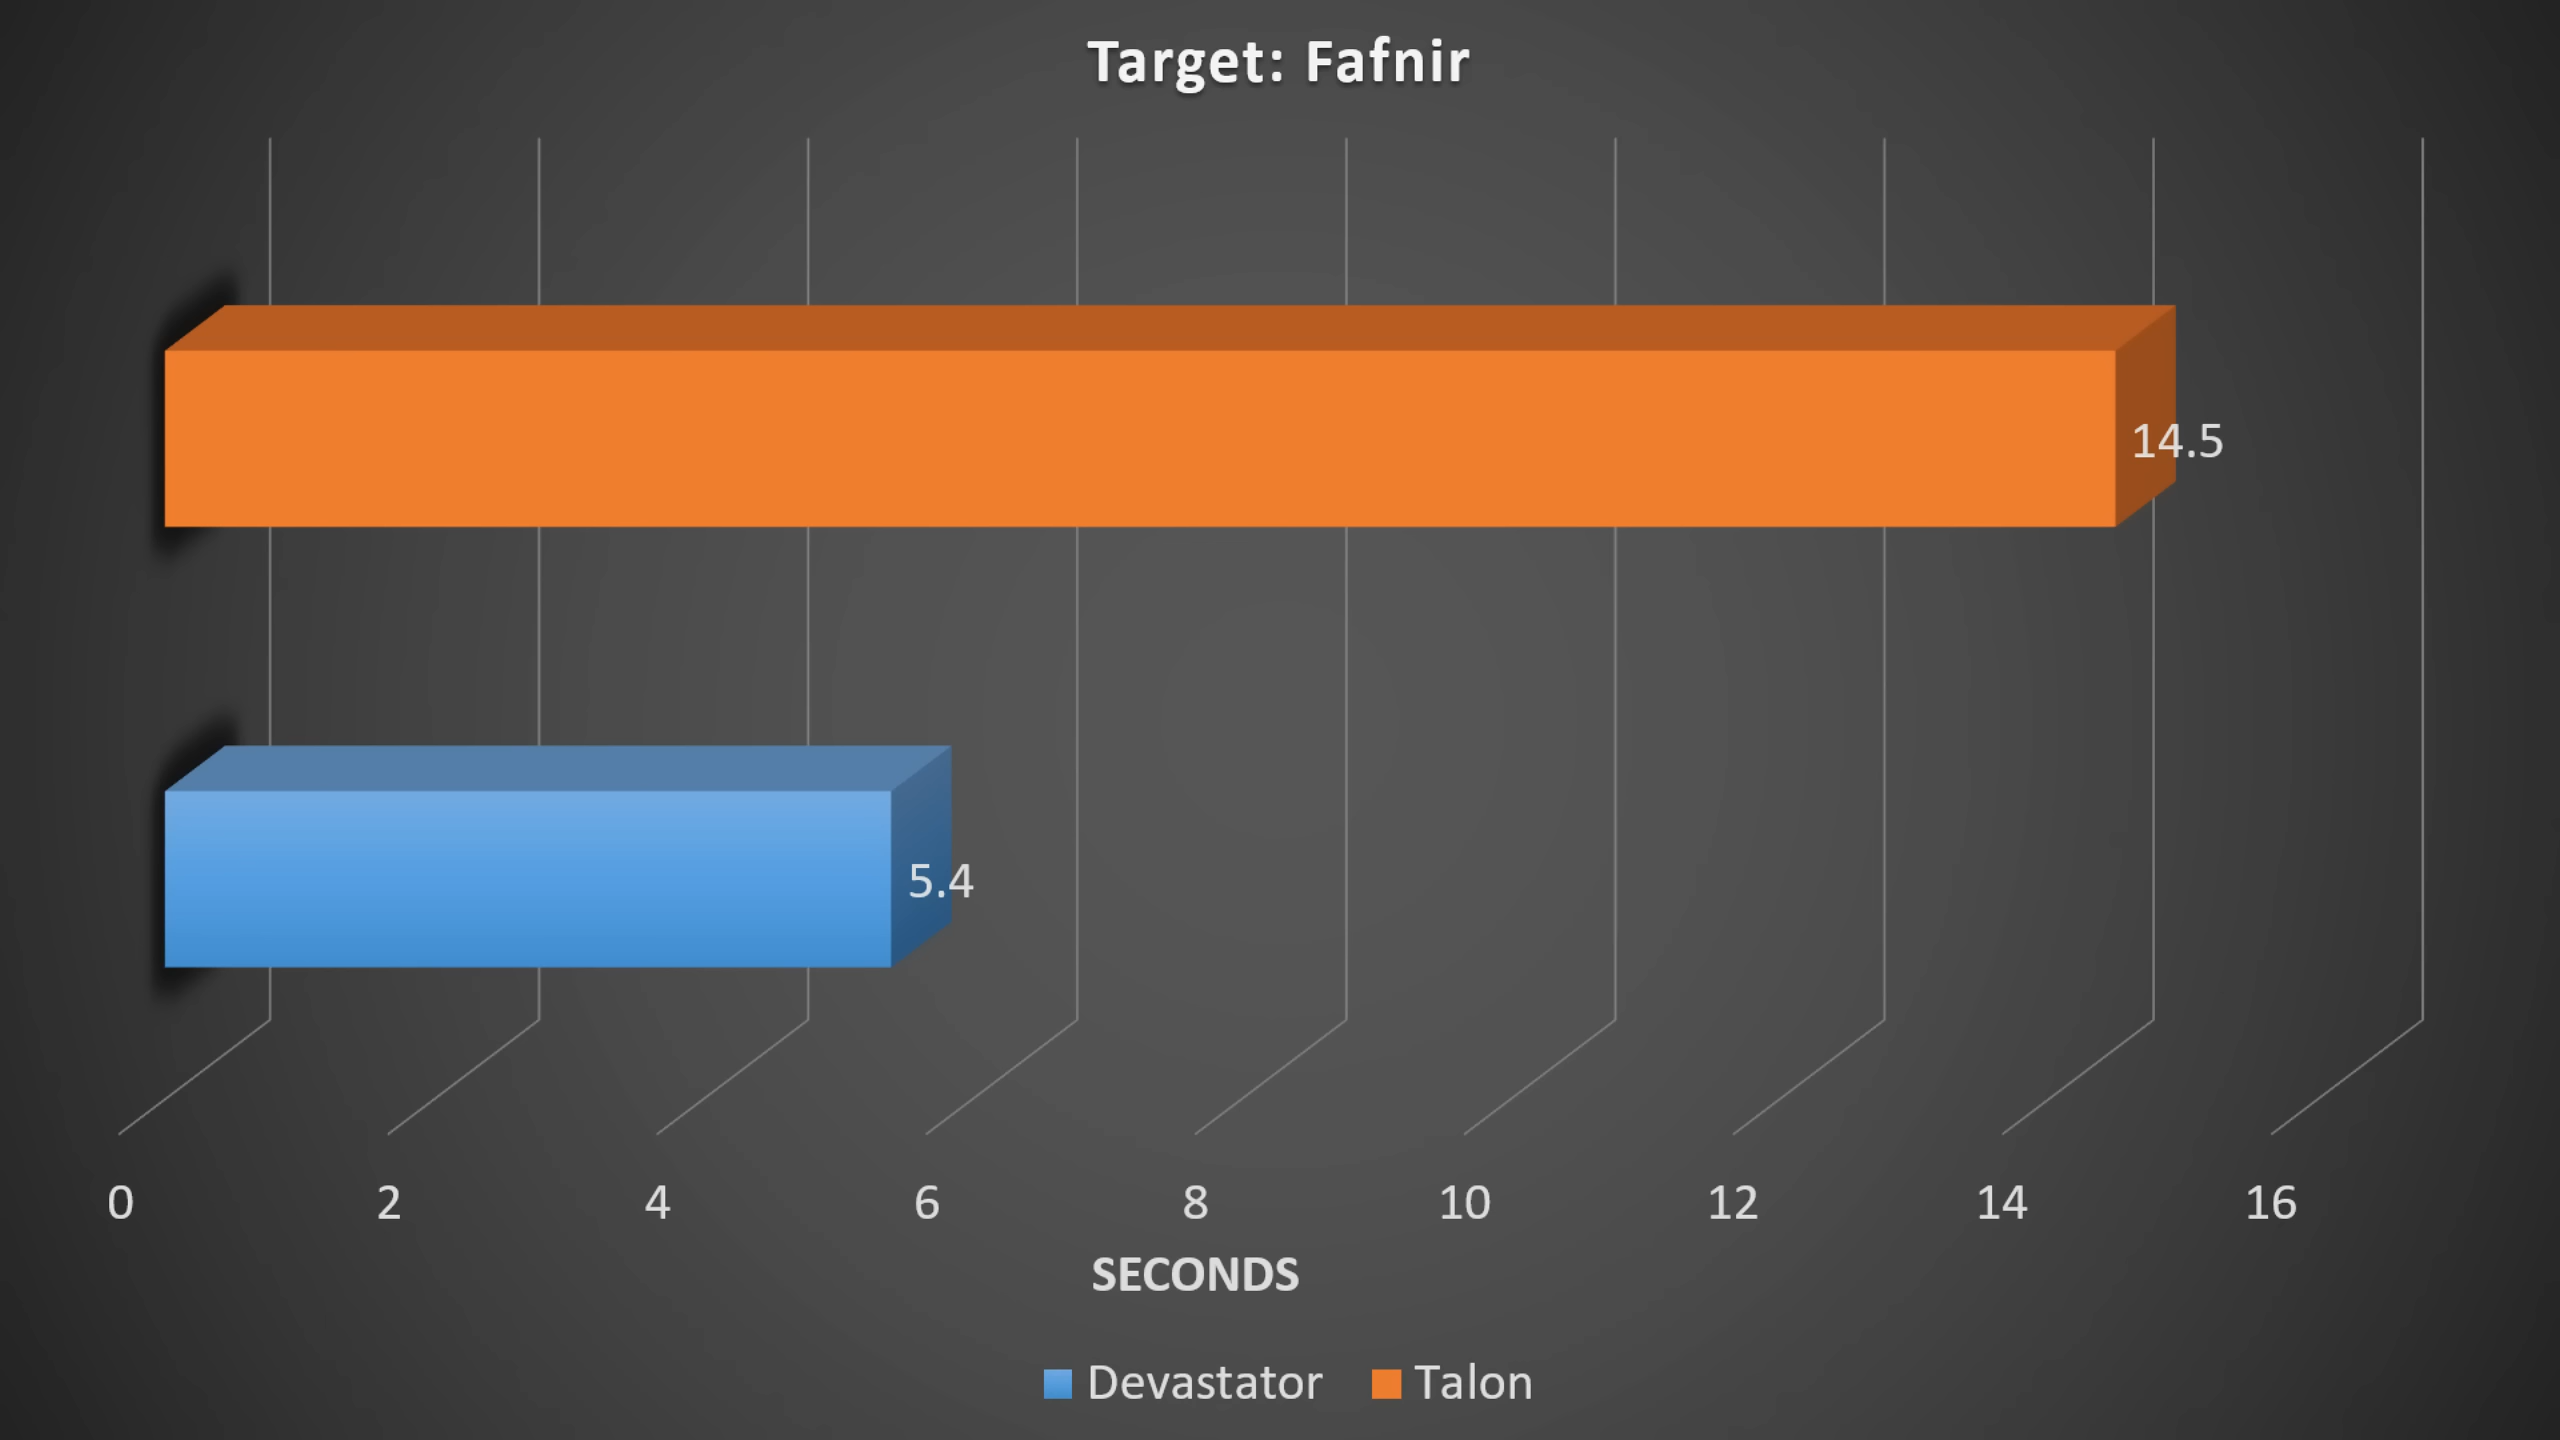 Target: Fafnir
14.5
5.4
0 2 4 6 8 10 12 14 16
SECONDS
Devastator Talon